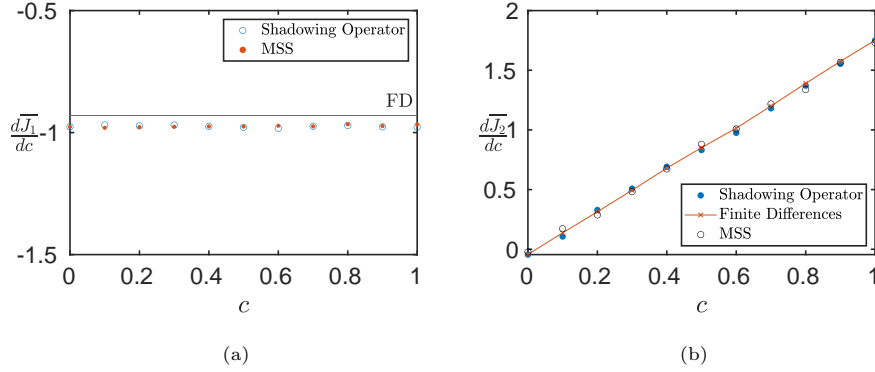 -0.5
-1
-1.5
dJ̅₁/dc
Shadowing Operator
MSS
FD
0
0.2
0.4
0.6
0.8
1
c
(a)
2
1.5
1
0.5
0
dJ̅₂/dc
Shadowing Operator
Finite Differences
MSS
0
0.2
0.4
0.6
0.8
1
c
(b)